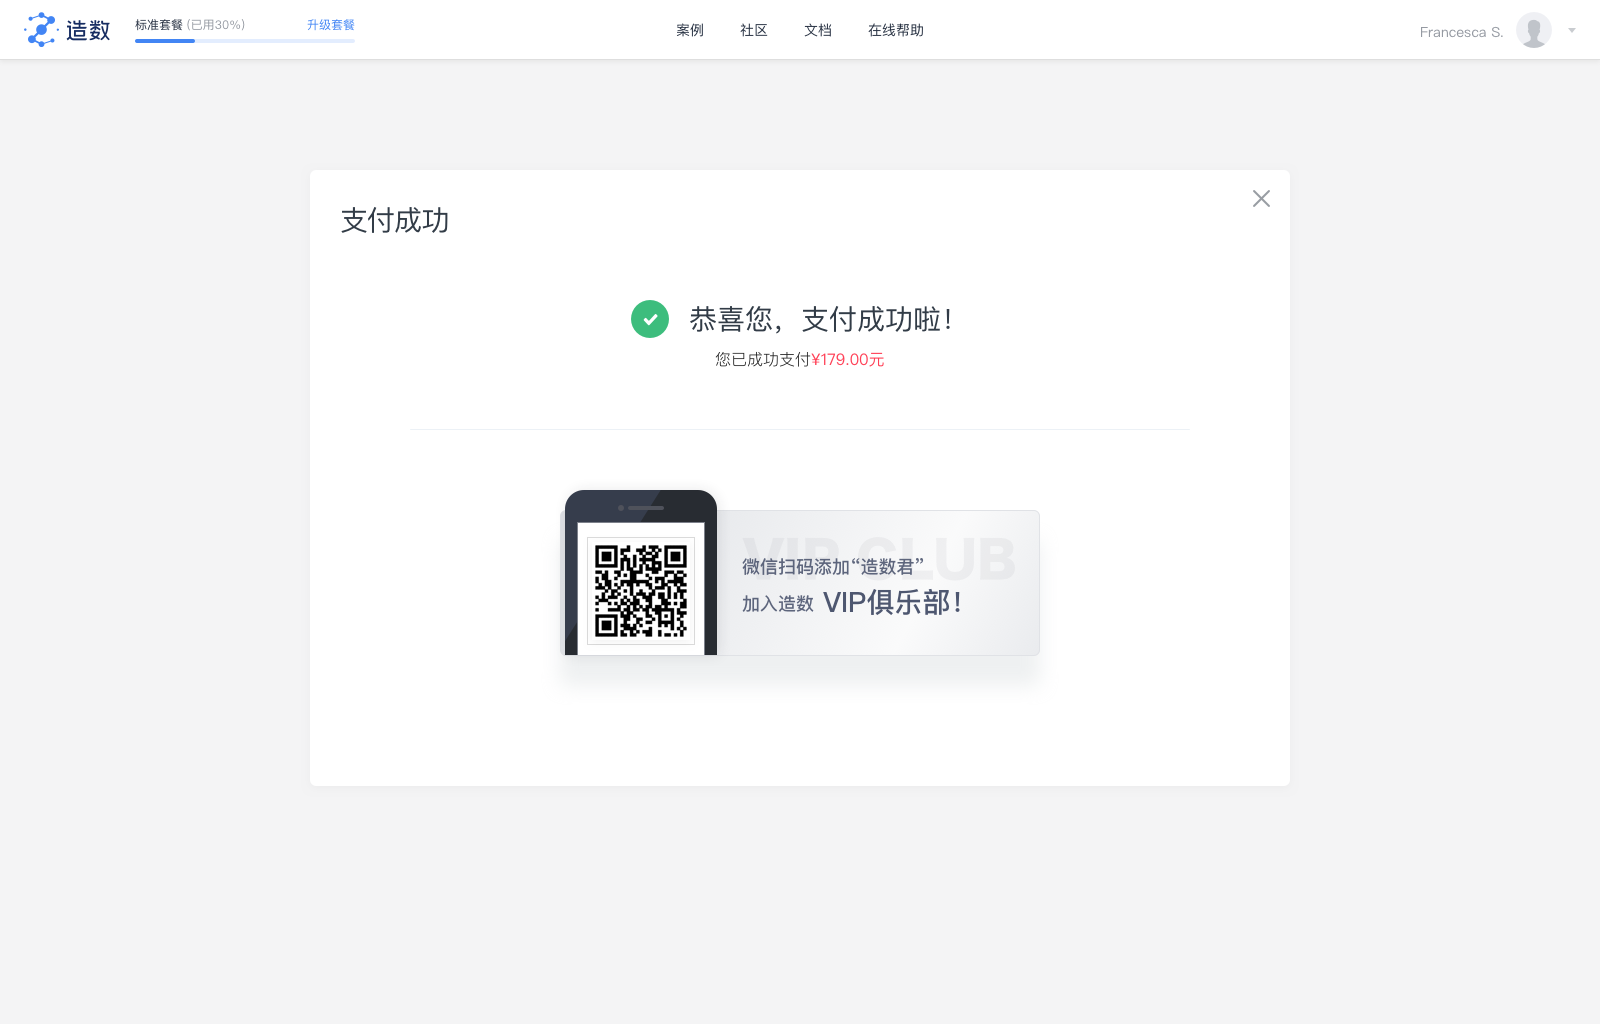 造数
标准套餐 (已用30%)
升级套餐
案例
社区
文档
在线帮助
Francesca S.
支付成功
恭喜您，支付成功啦！
您已成功支付¥179.00元
VIP CLUB
微信扫码添加“造数君”
加入造数 VIP俱乐部！